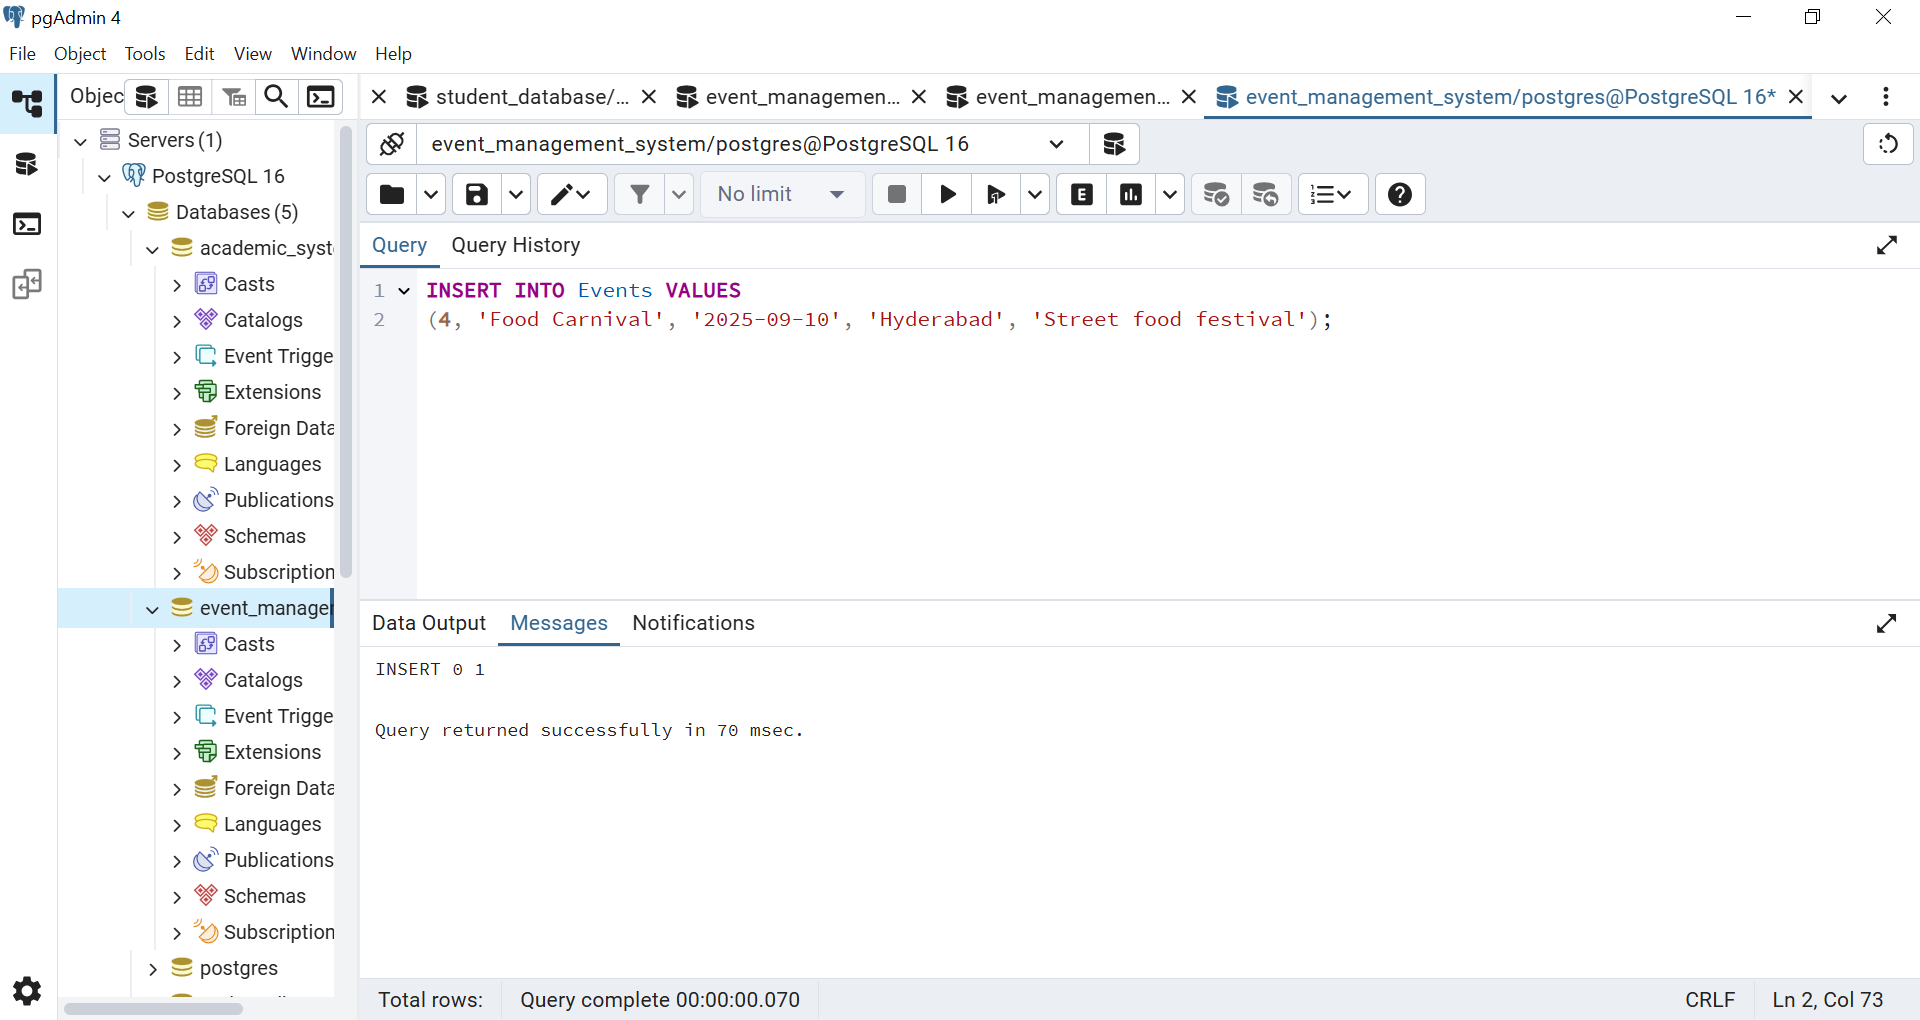 pgAdmin 4
File Object Tools Edit View Window Help
Objec
student_database/...
event_managemen...
event_managemen...
event_management_system/postgres@PostgreSQL 16*
event_management_system/postgres@PostgreSQL 16
No limit
E
Query
Query History
1 INSERT INTO Events VALUES
2 (4, 'Food Carnival', '2025-09-10', 'Hyderabad', 'Street food festival');
Data Output
Messages
Notifications
INSERT 0 1
Query returned successfully in 70 msec.
Total rows:
Query complete 00:00:00.070
CRLF
Ln 2, Col 73
Servers (1)
PostgreSQL 16
Databases (5)
academic_syst
Casts
Catalogs
Event Trigge
Extensions
Foreign Data
Languages
Publications
Schemas
Subscription
event_manager
Casts
Catalogs
Event Trigge
Extensions
Foreign Data
Languages
Publications
Schemas
Subscription
postgres